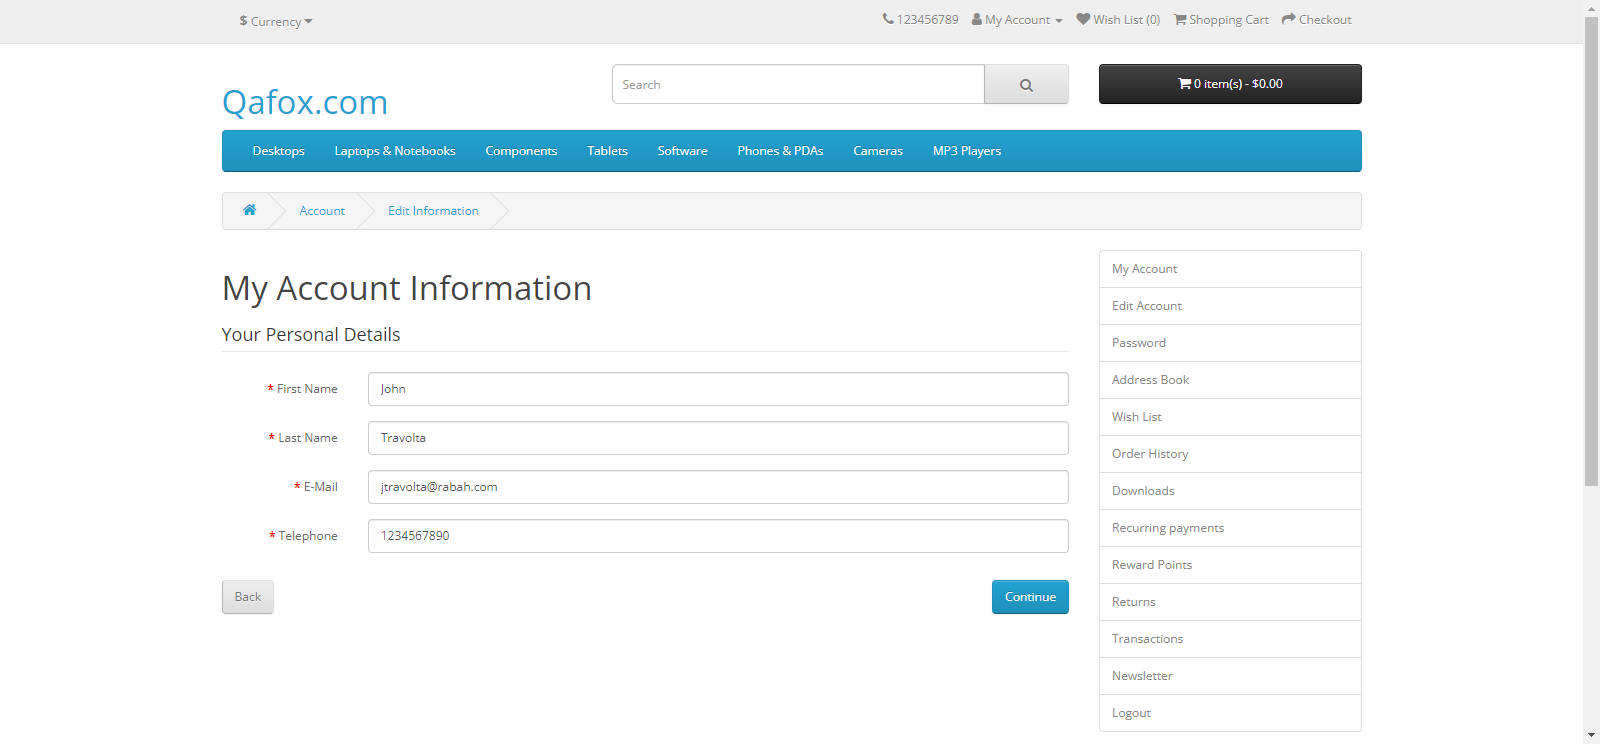 $ Currency
123456789 My Account Wish List (0) Shopping Cart Checkout
Qafox.com
Search
0 item(s) - $0.00
Desktops Laptops & Notebooks Components Tablets Software Phones & PDAs Cameras MP3 Players
Account Edit Information
My Account Information
Your Personal Details
* First Name John
* Last Name Travolta
* E-Mail jtravolta@rabah.com
* Telephone 1234567890
Back Continue
My Account
Edit Account
Password
Address Book
Wish List
Order History
Downloads
Recurring payments
Reward Points
Returns
Transactions
Newsletter
Logout